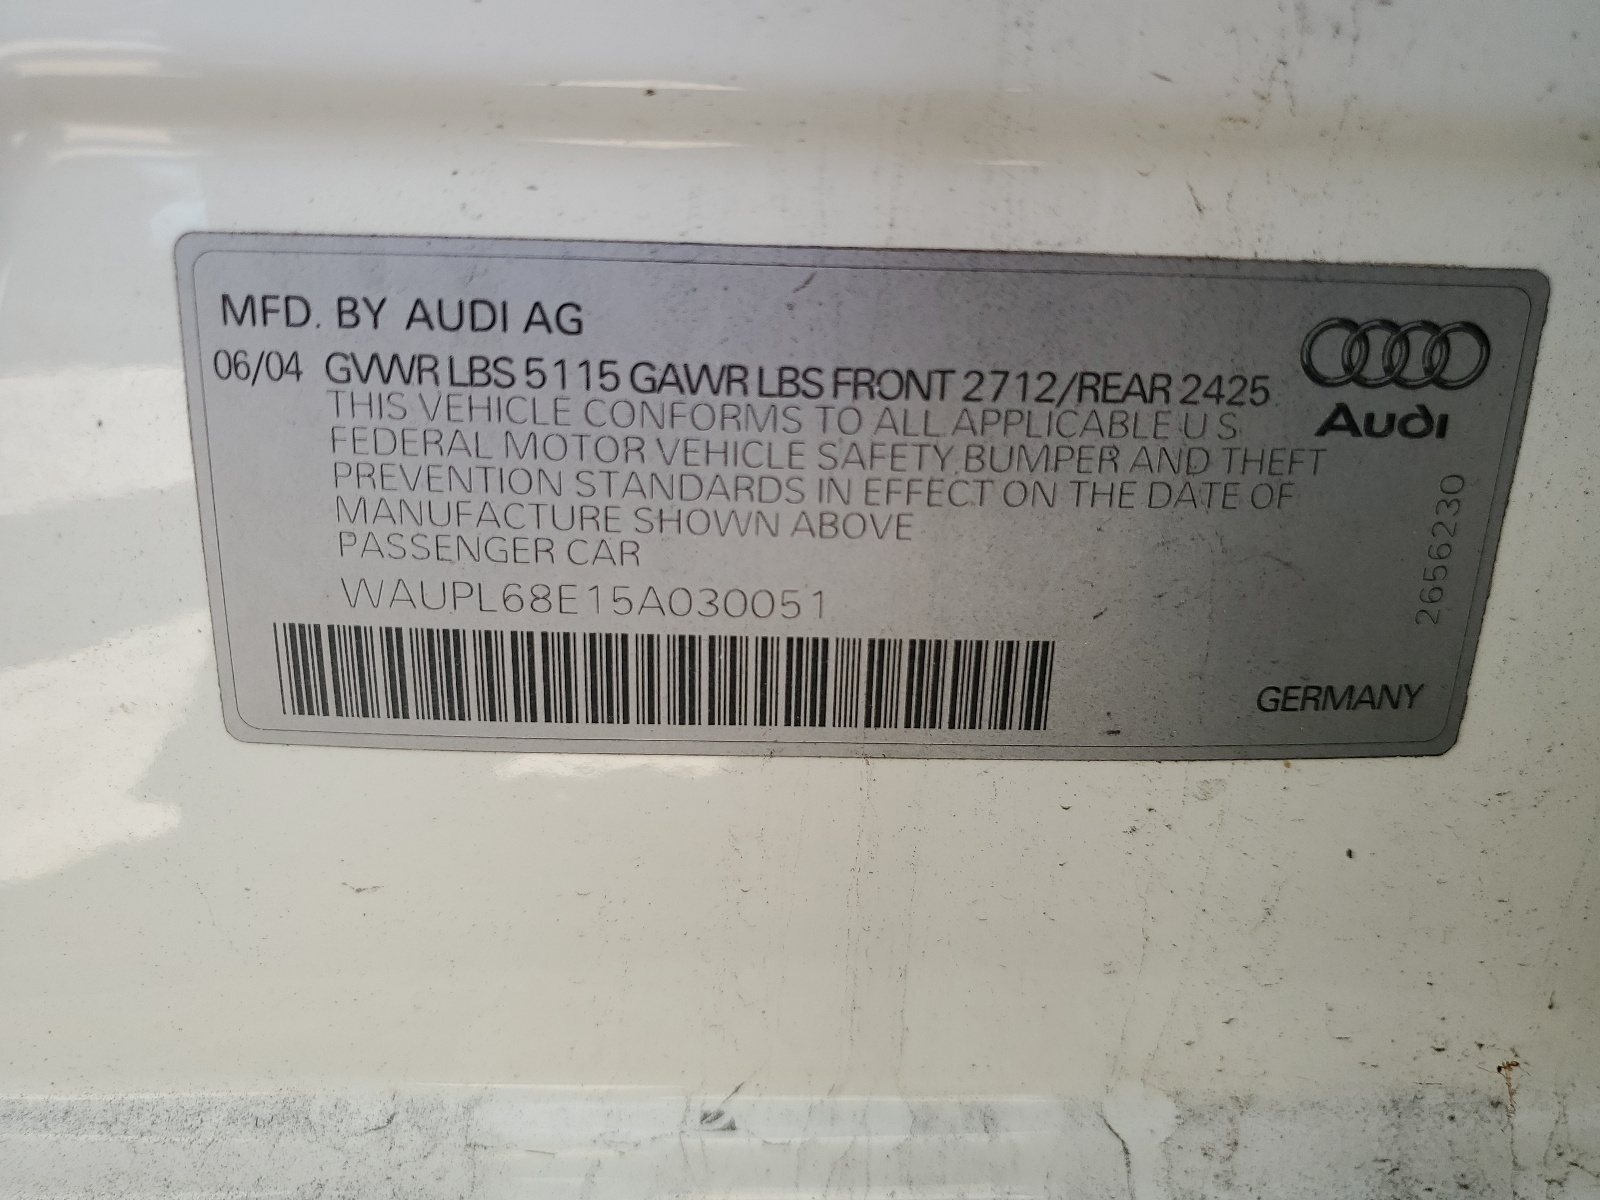 MFD. BY AUDI AG
06/04 GVWR LBS 5115 GAWR LBS FRONT 2712/REAR 2425
THIS VEHICLE CONFORMS TO ALL APPLICABLE U S
FEDERAL MOTOR VEHICLE SAFETY, BUMPER AND THEFT
PREVENTION STANDARDS IN EFFECT ON THE DATE OF
MANUFACTURE SHOWN ABOVE
PASSENGER CAR
WAUPL68E15A030051
Audi
2656230
GERMANY